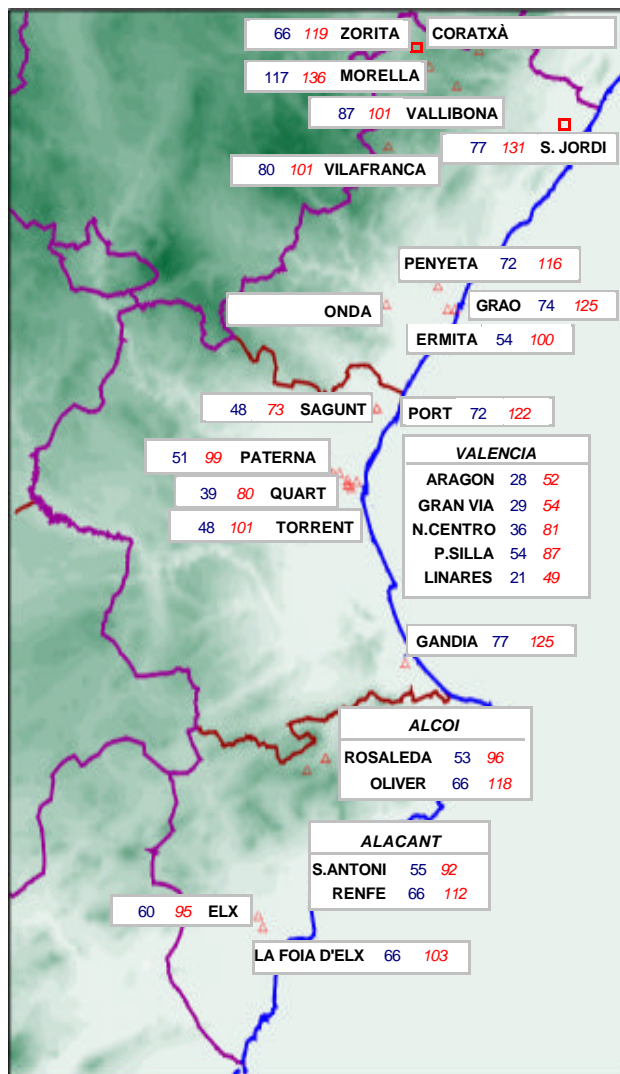 66 119 ZORITA
CORATXÀ
117 136 MORELLA
87 101 VALLIBONA
77 131 S. JORDI
80 101 VILAFRANCA
PENYETA 72 116
ONDA
GRAO 74 125
ERMITA 54 100
48 73 SAGUNT
PORT 72 122
51 99 PATERNA
39 80 QUART
48 101 TORRENT
VALENCIA
ARAGON 28 52
GRAN VIA 29 54
N.CENTRO 36 81
P.SILLA 54 87
LINARES 21 49
GANDIA 77 125
ALCOI
ROSALEDA 53 96
OLIVER 66 118
ALACANT
S.ANTONI 55 92
RENFE 66 112
60 95 ELX
LA FOIA D'ELX 66 103